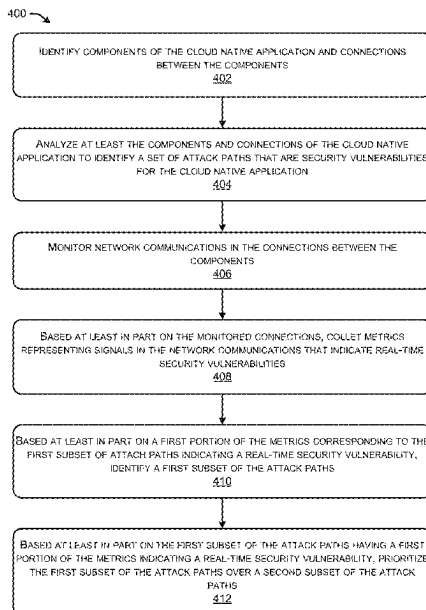 400
IDENTIFY COMPONENTS OF THE CLOUD NATIVE APPLICATION AND CONNECTIONS
BETWEEN THE COMPONENTS
402
ANALYZE AT LEAST THE COMPONENTS AND CONNECTIONS OF THE CLOUD NATIVE
APPLICATION TO IDENTIFY A SET OF ATTACK PATHS THAT ARE SECURITY VULNERABILITIES
FOR THE CLOUD NATIVE APPLICATION
404
MONITOR NETWORK COMMUNICATIONS IN THE CONNECTIONS BETWEEN THE
COMPONENTS
406
BASED AT LEAST IN PART ON THE MONITORED CONNECTIONS, COLLET METRICS
REPRESENTING SIGNALS IN THE NETWORK COMMUNICATIONS THAT INDICATE REAL-TIME
SECURITY VULNERABILITIES
408
BASED AT LEAST IN PART ON A FIRST PORTION OF THE METRICS CORRESPONDING TO THE
FIRST SUBSET OF ATTACH PATHS INDICATING A REAL-TIME SECURITY VULNERABILITY,
IDENTIFY A FIRST SUBSET OF THE ATTACK PATHS
410
BASED AT LEAST IN PART ON THE FIRST SUBSET OF THE ATTACK PATHS HAVING A FIRST
PORTION OF THE METRICS INDICATING A REAL-TIME SECURITY VULNERABILITY, PRIORITIZE
THE FIRST SUBSET OF THE ATTACK PATHS OVER A SECOND SUBSET OF THE ATTACK
PATHS
412